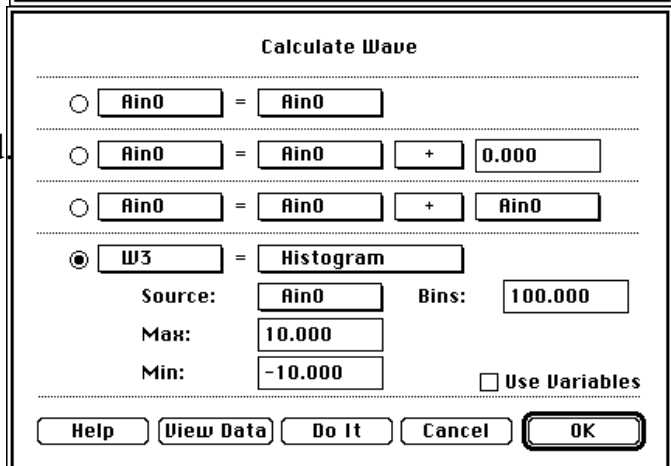 Calculate Wave
Ain0 = Ain0
Ain0 = Ain0 + 0.000
Ain0 = Ain0 + Ain0
W3 = Histogram
Source: Ain0 Bins: 100.000
Max: 10.000
Min: -10.000
Use Variables
Help View Data Do It Cancel OK